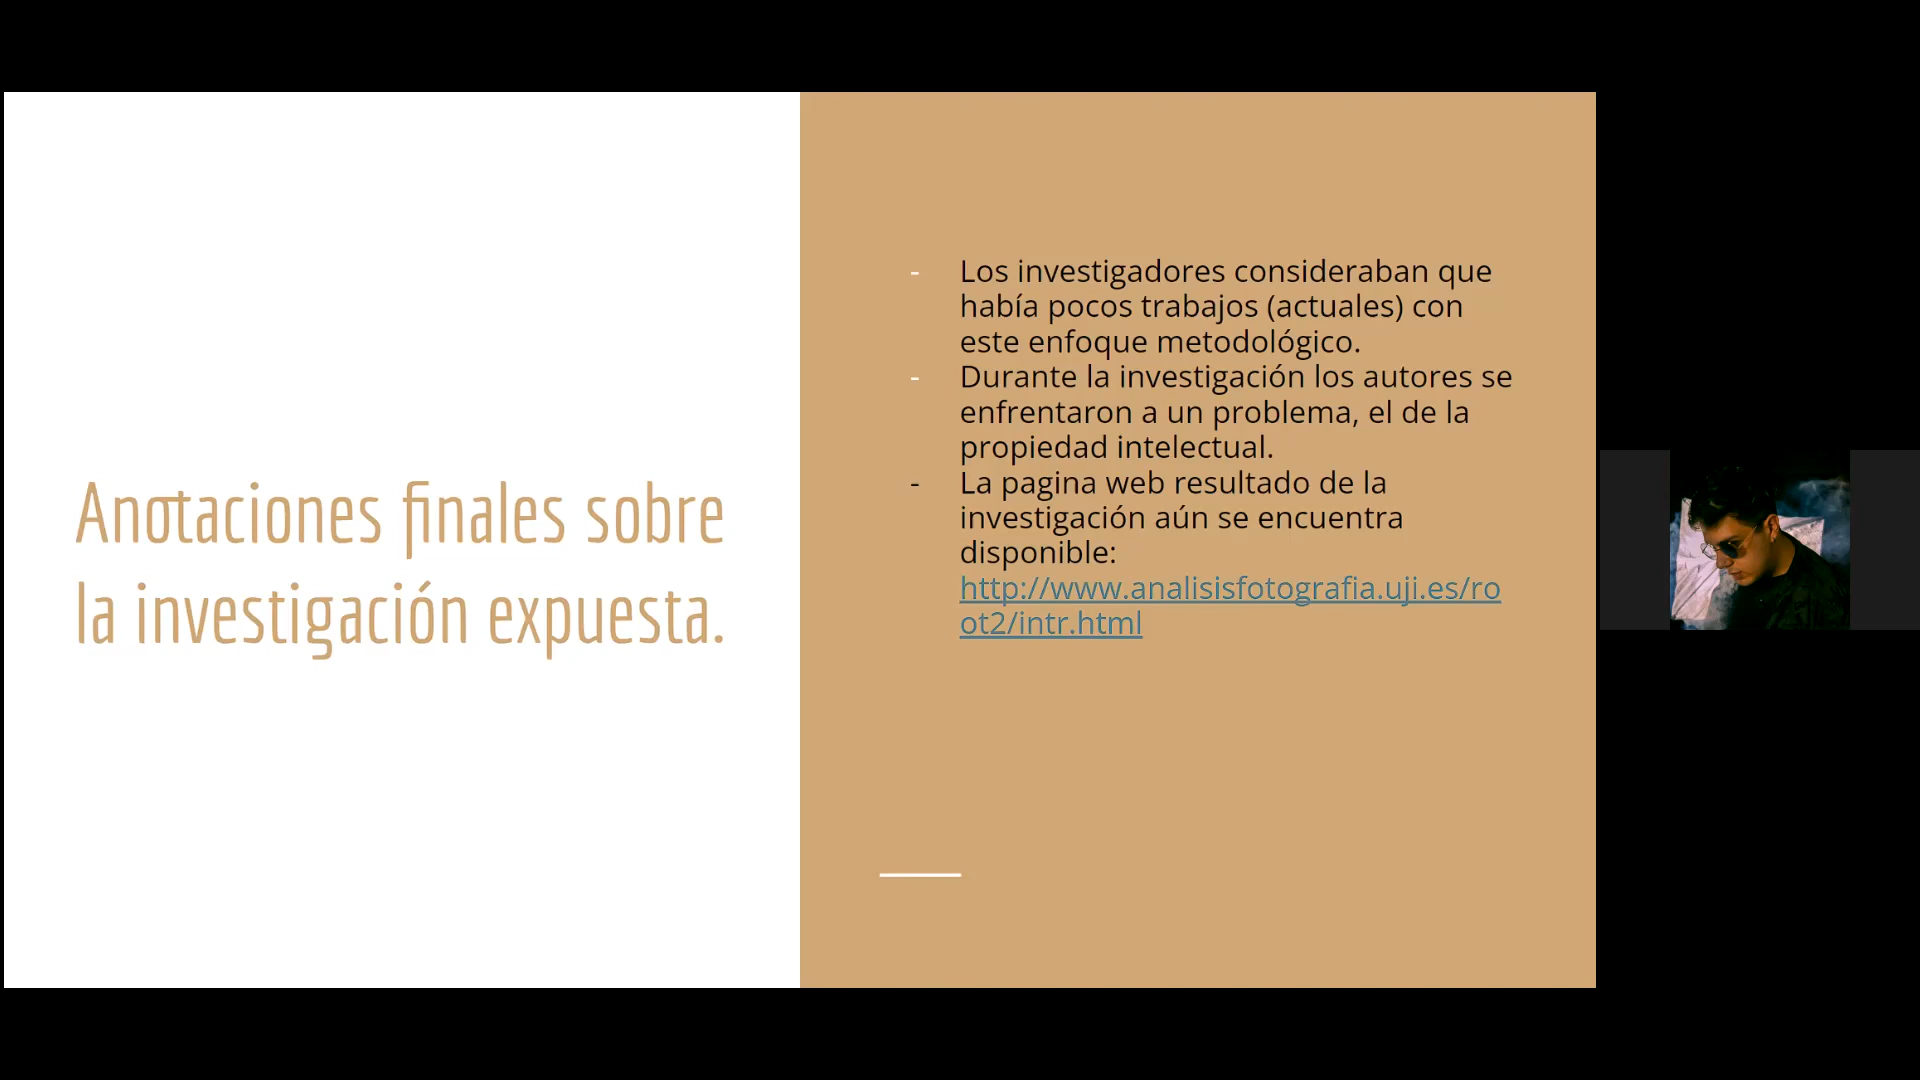 Anotaciones finales sobre
la investigación expuesta.
- Los investigadores consideraban que
había pocos trabajos (actuales) con
este enfoque metodológico.
- Durante la investigación los autores se
enfrentaron a un problema, el de la
propiedad intelectual.
- La pagina web resultado de la
investigación aún se encuentra
disponible:
http://www.analisisfotografia.uji.es/ro
ot2/intr.html